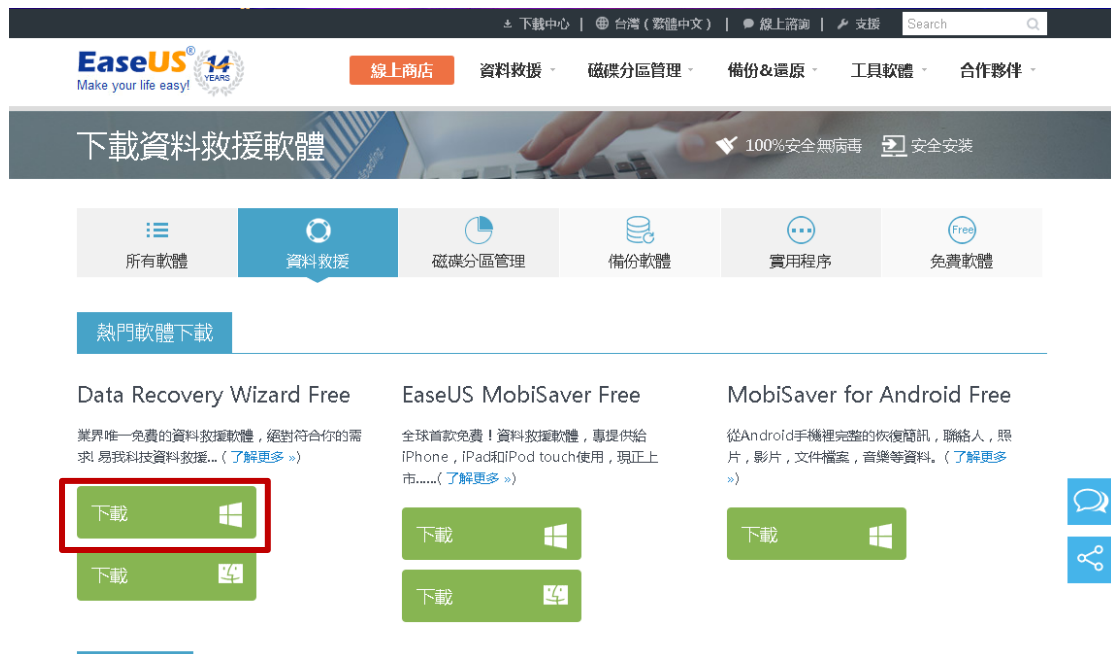 下載中心 | 台灣 ( 繁體中文 ) | 線上諮詢 | 支援 Search
EaseUS® 14 YEARS
Make your life easy!
線上商店 資料救援 磁碟分區管理 備份&還原 工具軟體 合作夥伴
下載資料救援軟體 loading.. 100%安全無病毒 安全安装
Free
所有軟體 資料救援 磁碟分區管理 備份軟體 實用程序 免費軟體
熱門軟體下載
Data Recovery Wizard Free
業界唯一免費的資料救援軟體，絕對符合你的需
求! 易我科技資料救援... ( 了解更多 »)
下載
下載
EaseUS MobiSaver Free
全球首款免費！資料救援軟體，專提供給
iPhone，iPad和iPod touch使用，現正上
市......( 了解更多 »)
下載
下載
MobiSaver for Android Free
從Android手機裡完整的恢復簡訊，聯絡人，照
片，影片，文件檔案，音樂等資料。( 了解更多
»)
下載